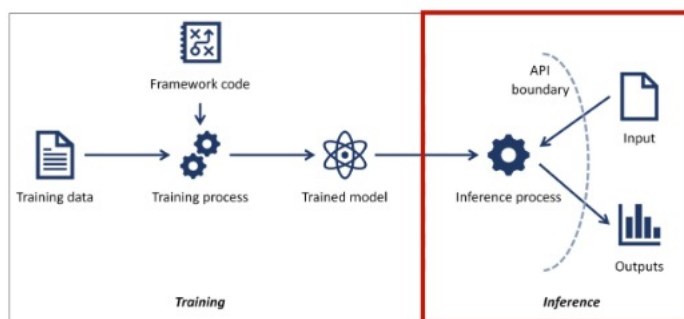 Framework code
API
boundary
Input
Training data
Training process
Trained model
Inference process
Outputs
Training
Inference